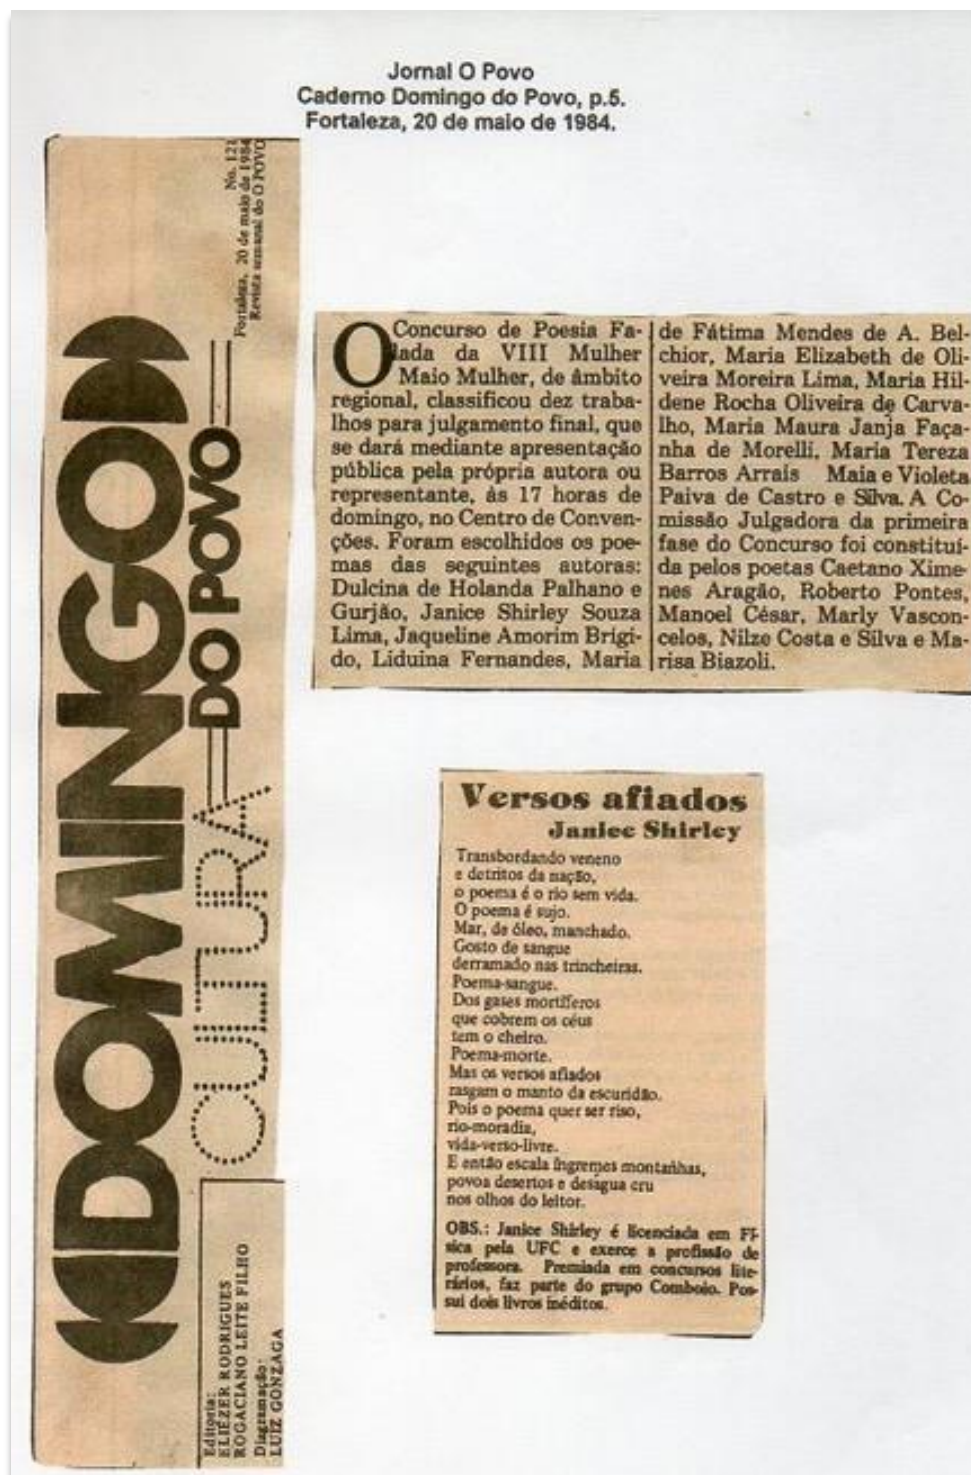 Jornal O Povo
Caderno Domingo do Povo, p.5.
Fortaleza, 20 de maio de 1984.
No. 121
Fortaleza, 20 de maio de 1984
Revista semanal do O POVO
DOMINGO
CULTURA DO POVO
Editoria:
ELIÉZER RODRIGUES
ROGACIANO LEITE FILHO
Diagramação:
LUIZ GONZAGA
O Concurso de Poesia Fa-
lada da VIII Mulher
Maio Mulher, de âmbito
regional, classificou dez traba-
lhos para julgamento final, que
se dará mediante apresentação
pública pela própria autora ou
representante, às 17 horas de
domingo, no Centro de Conven-
ções. Foram escolhidos os poe-
mas das seguintes autoras:
Dulcina de Holanda Palhano e
Gurjão, Janice Shirley Souza
Lima, Jaqueline Amorim Brigi-
do, Liduina Fernandes, Maria
de Fátima Mendes de A. Bel-
chior, Maria Elizabeth de Oli-
veira Moreira Lima, Maria Hil-
dene Rocha Oliveira de Carva-
lho, Maria Maura Janja Faça-
nha de Morelli, Maria Tereza
Barros Arrais Maia e Violeta
Paiva de Castro e Silva. A Co-
missão Julgadora da primeira
fase do Concurso foi constituí-
da pelos poetas Caetano Xime-
nes Aragão, Roberto Pontes,
Manoel César, Marly Vascon-
celos, Nilze Costa e Silva e Ma-
risa Biazoli.
Versos afiados
Janice Shirley
Transbordando veneno
e detritos da nação,
o poema é o rio sem vida.
O poema é sujo.
Mar, de óleo, manchado.
Gosto de sangue
derramado nas trincheiras.
Poema-sangue.
Dos gases mortíferos
que cobrem os céus
tem o cheiro.
Poema-morte.
Mas os versos afiados
rasgam o manto da escuridão.
Pois o poema quer ser riso,
rio-moradia,
vida-verso-livre.
E então escala íngremes montanhas,
povoa desertos e deságua cru
nos olhos do leitor.
OBS.: Janice Shirley é licenciada em Fí-
sica pela UFC e exerce a profissão de
professora. Premiada em concursos lite-
rários, faz parte do grupo Comboio. Pos-
sui dois livros inéditos.